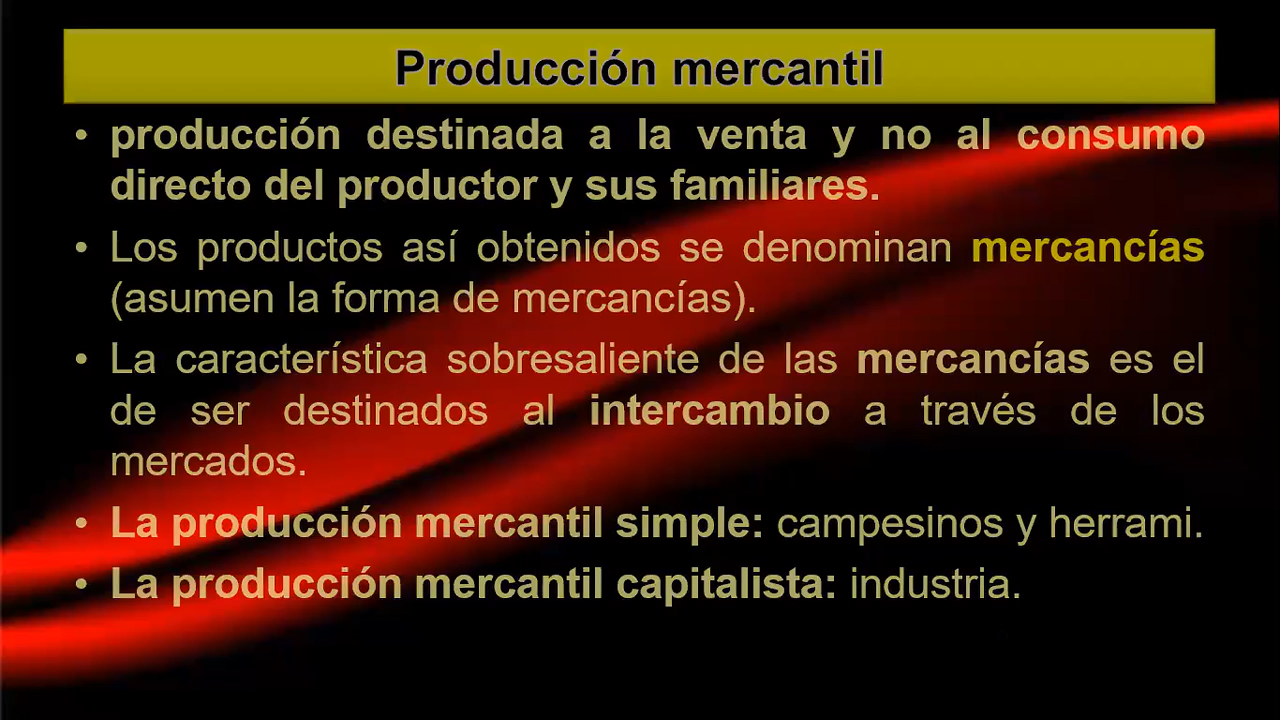 Producción mercantil
• producción destinada a la venta y no al consumo
directo del productor y sus familiares.
• Los productos así obtenidos se denominan mercancías
(asumen la forma de mercancías).
• La característica sobresaliente de las mercancías es el
de ser destinados al intercambio a través de los
mercados.
• La producción mercantil simple: campesinos y herrami.
• La producción mercantil capitalista: industria.